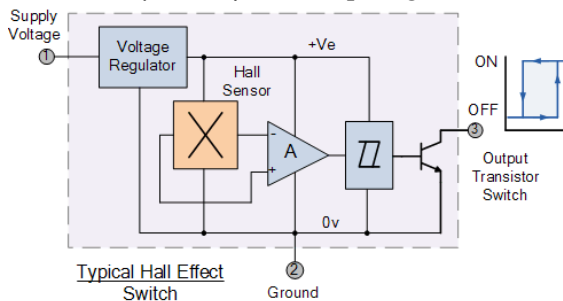 Supply
Voltage
1
Voltage
Regulator
+Ve
Hall
Sensor
-
A
+
ON
OFF
3
Output
Transistor
Switch
0v
2
Ground
Typical Hall Effect
Switch